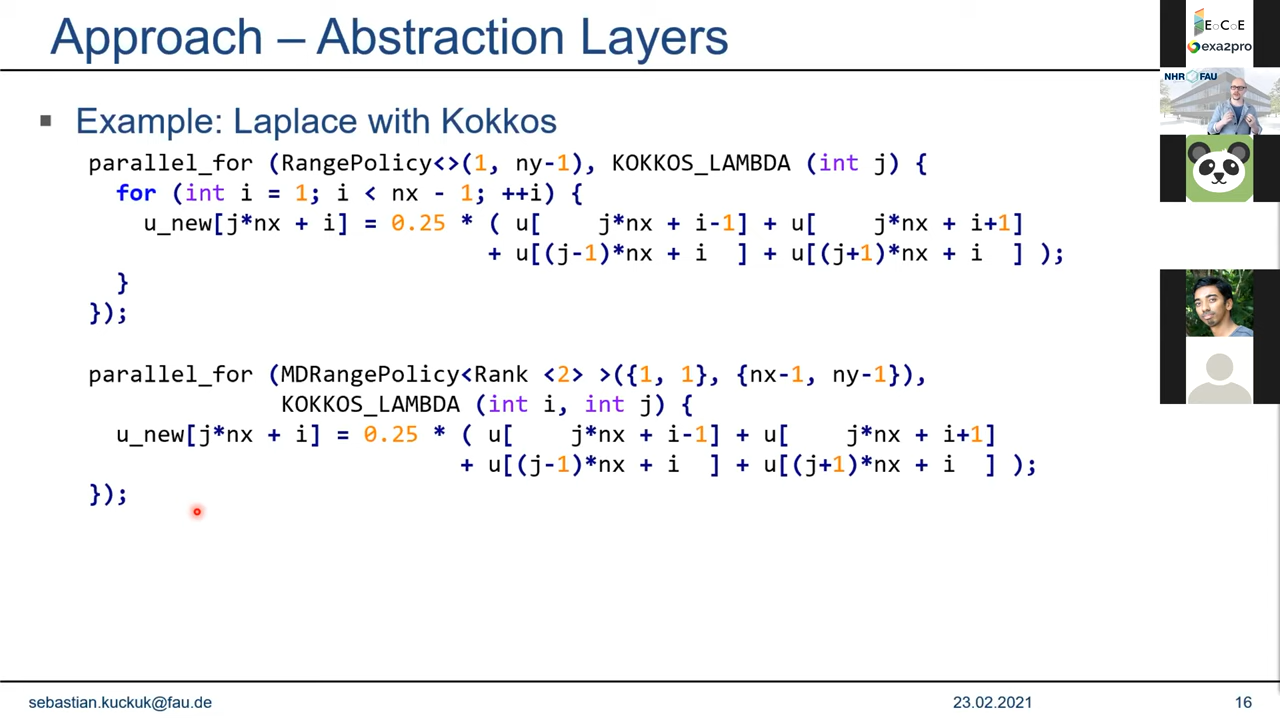 Approach – Abstraction Layers
Example: Laplace with Kokkos
parallel_for (RangePolicy<>(1, ny-1), KOKKOS_LAMBDA (int j) {
for (int i = 1; i < nx - 1; ++i) {
u_new[j*nx + i] = 0.25 * ( u[    j*nx + i-1] + u[    j*nx + i+1]
+ u[(j-1)*nx + i  ] + u[(j+1)*nx + i  ] );
}
});
parallel_for (MDRangePolicy<Rank <2> >({1, 1}, {nx-1, ny-1}),
KOKKOS_LAMBDA (int i, int j) {
u_new[j*nx + i] = 0.25 * ( u[    j*nx + i-1] + u[    j*nx + i+1]
+ u[(j-1)*nx + i  ] + u[(j+1)*nx + i  ] );
});
EoCoE
exa2pro
NHR FAU
sebastian.kuckuk@fau.de
23.02.2021
16